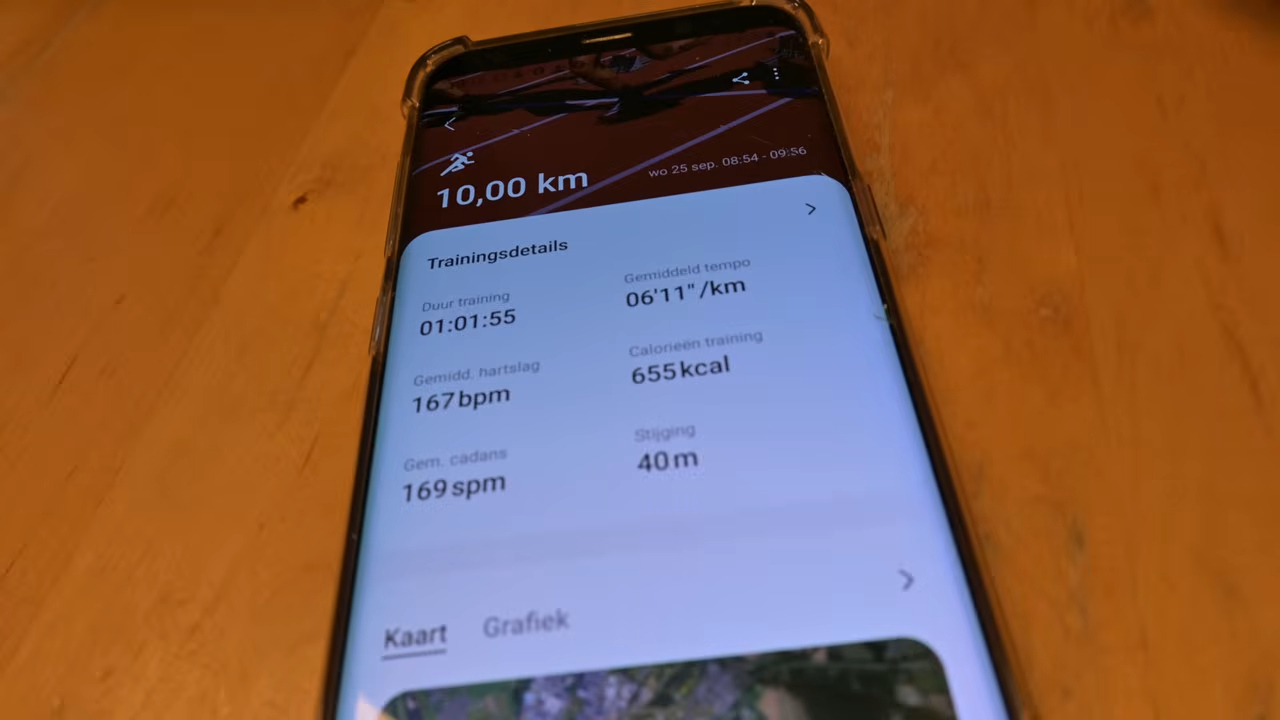 10,00 km
wo 25 sep. 08:54 - 09:56
Trainingsdetails
Duur training
Gemiddeld tempo
01:01:55
06'11"/km
Gemidd. hartslag
Calorieën training
167 bpm
655 kcal
Gem. cadans
Stijging
169 spm
40 m
Kaart
Grafiek